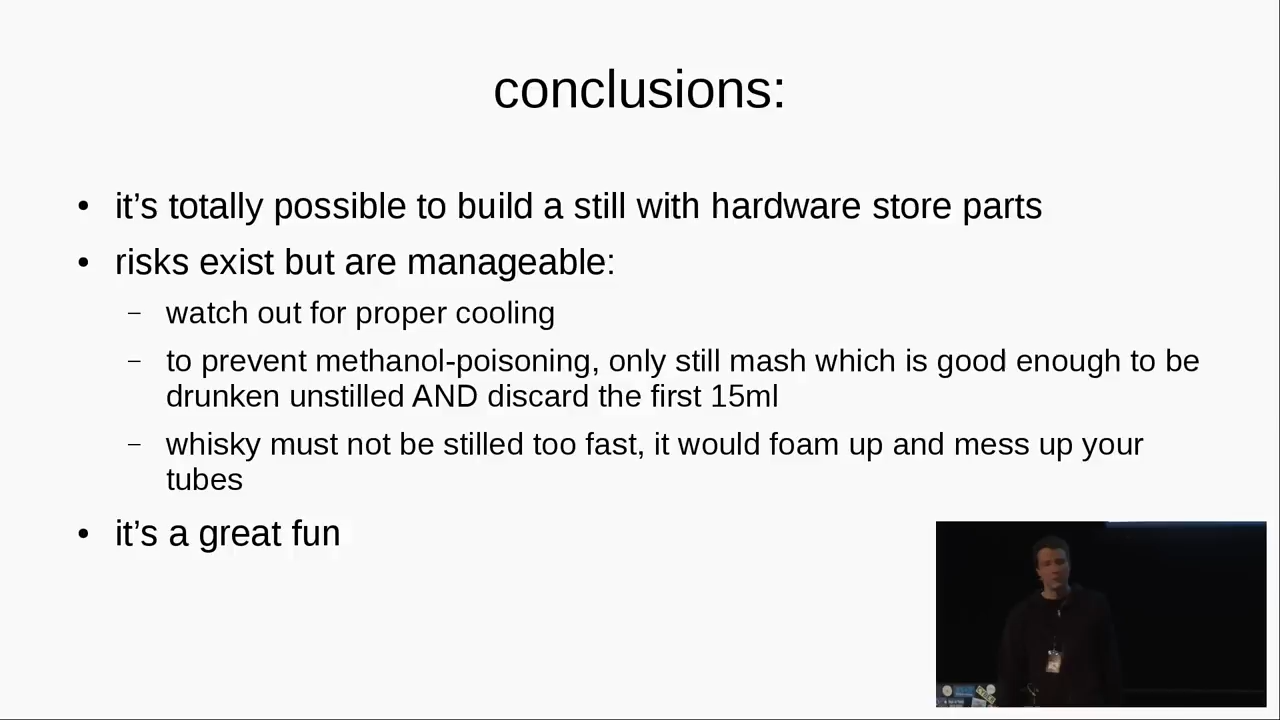 conclusions:
• it’s totally possible to build a still with hardware store parts
• risks exist but are manageable:
– watch out for proper cooling
– to prevent methanol-poisoning, only still mash which is good enough to be
drunken unstilled AND discard the first 15ml
– whisky must not be stilled too fast, it would foam up and mess up your
tubes
• it’s a great fun